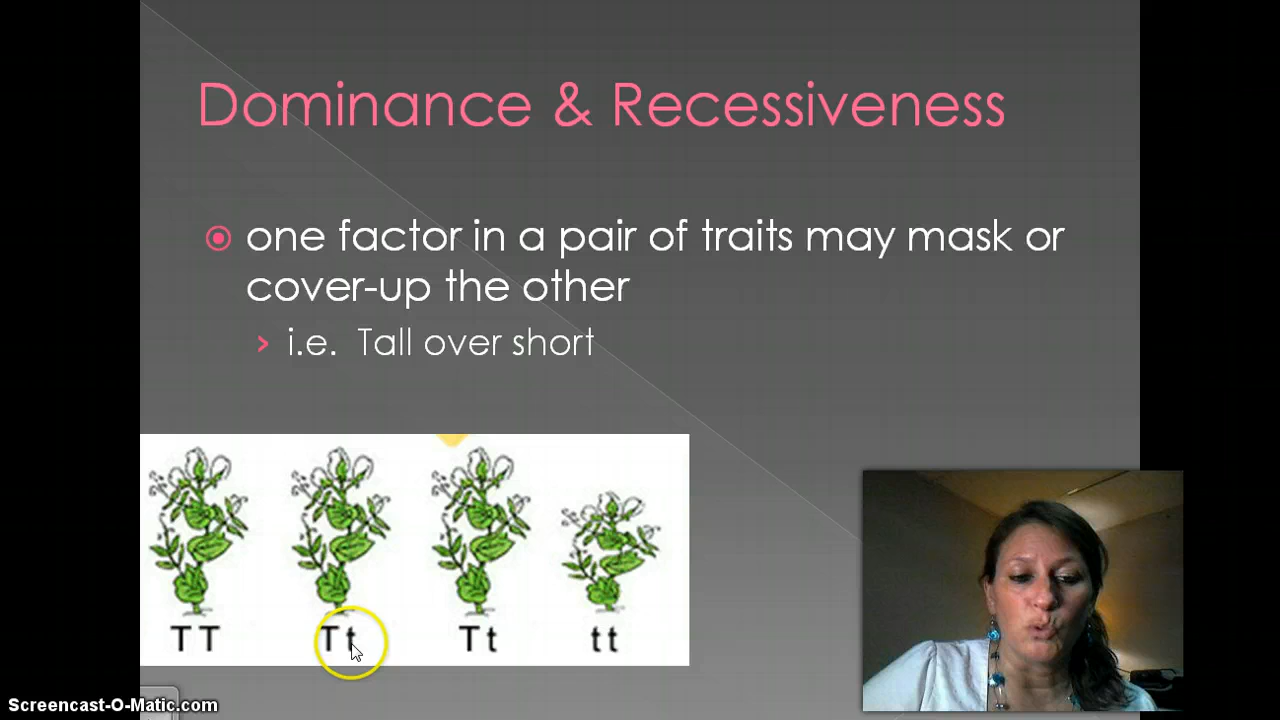 Dominance & Recessiveness
one factor in a pair of traits may mask or
cover-up the other
i.e. Tall over short
TT Tt Tt tt
Screencast-O-Matic.com